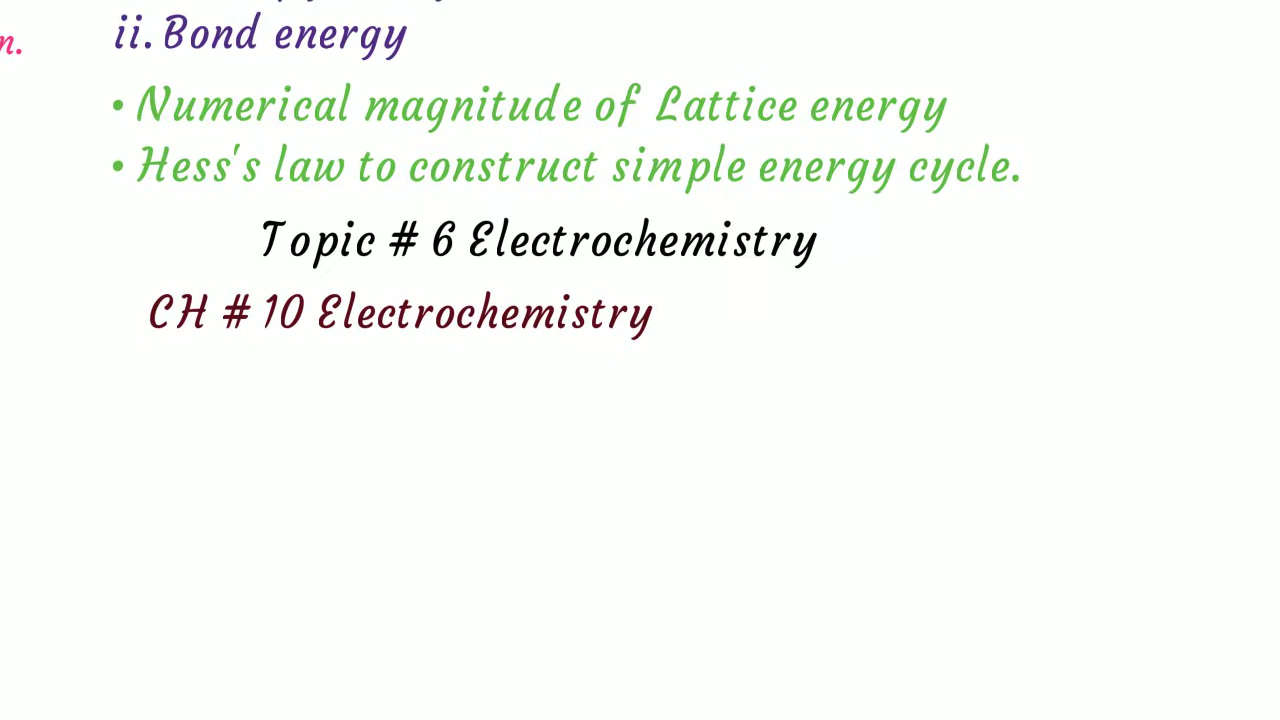 n.
ii. Bond energy
• Numerical magnitude of Lattice energy
• Hess's law to construct simple energy cycle.
Topic # 6 Electrochemistry
CH # 10 Electrochemistry